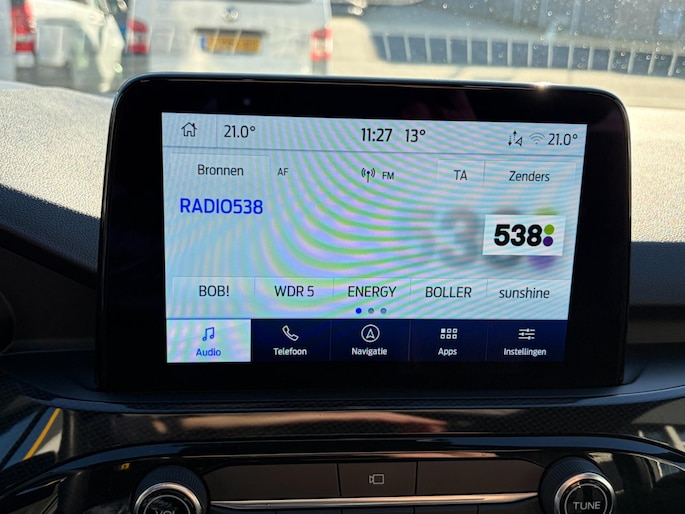 21.0° 11:27 13° 21.0°
Bronnen AF FM TA Zenders
RADIO538
538
BOB! WDR 5 ENERGY BOLLER sunshine
Audio Telefoon Navigatie Apps Instellingen
VOL TUNE